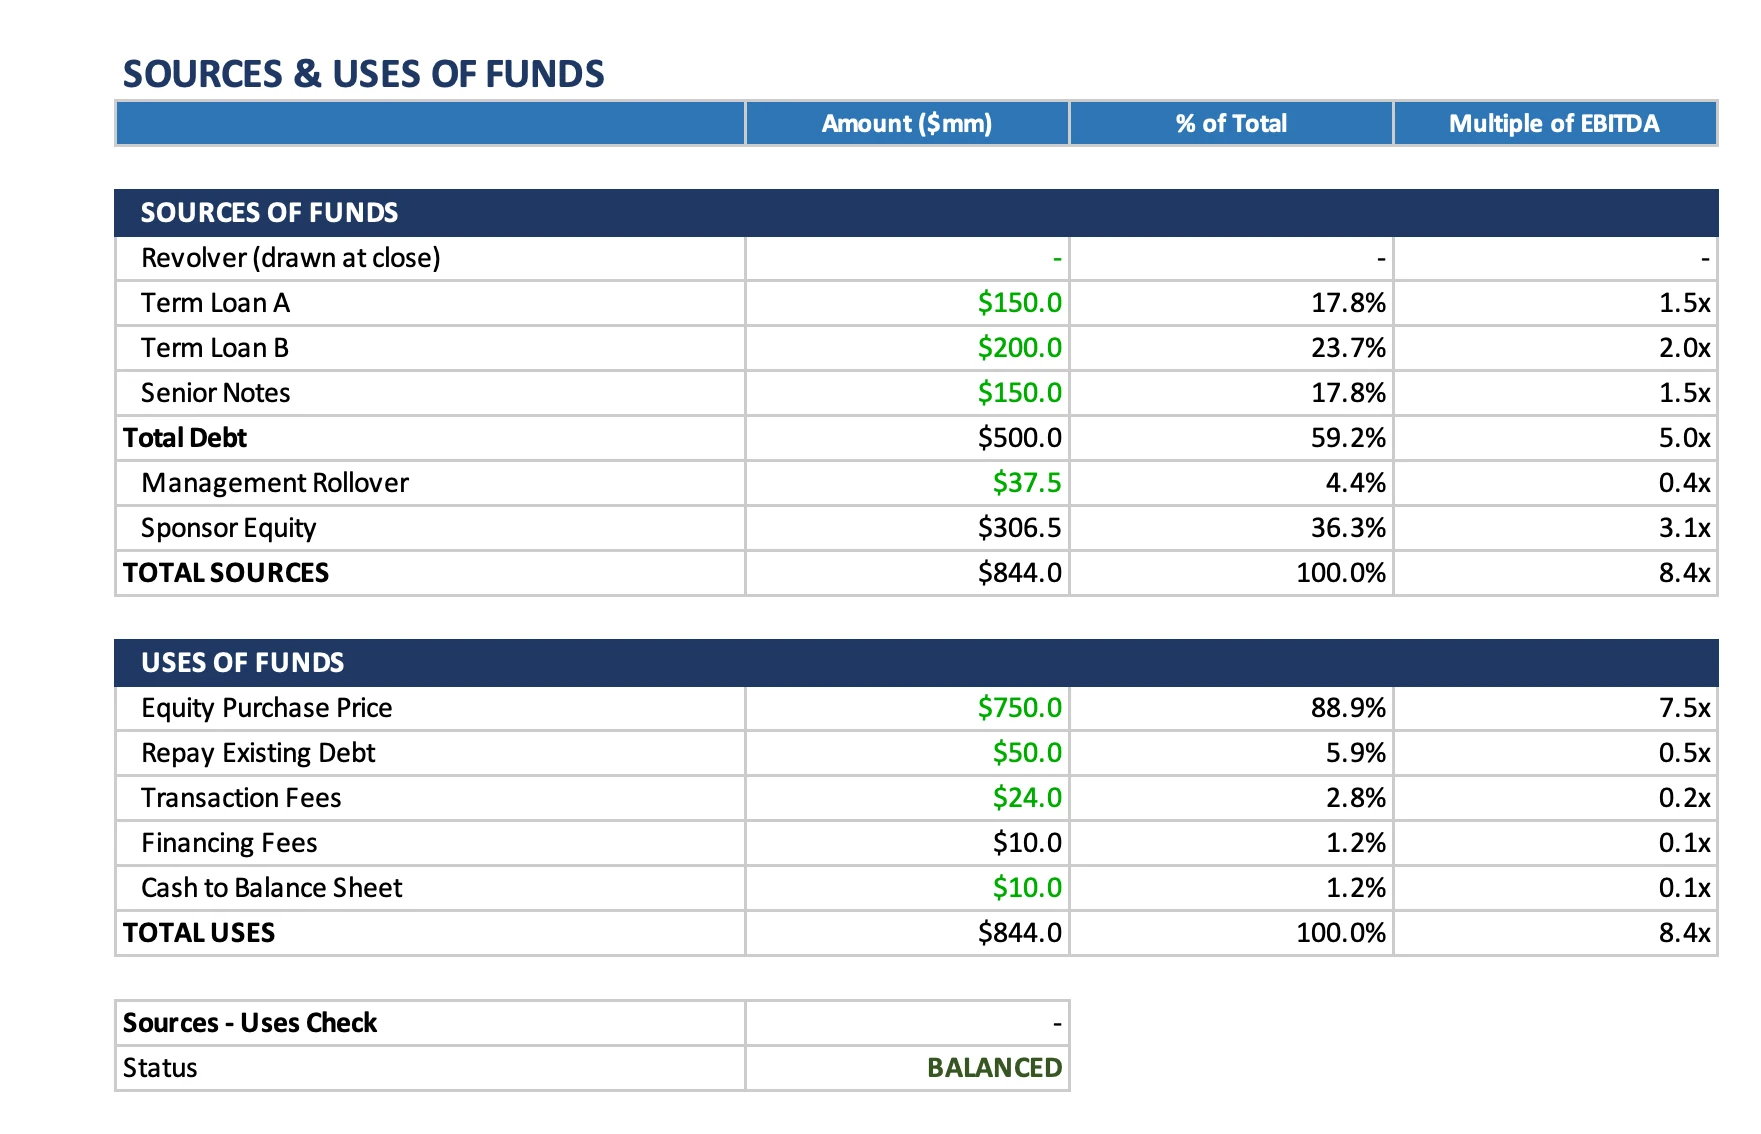 SOURCES & USES OF FUNDS
Amount ($mm) % of Total Multiple of EBITDA
SOURCES OF FUNDS
Revolver (drawn at close) - - -
Term Loan A $150.0 17.8% 1.5x
Term Loan B $200.0 23.7% 2.0x
Senior Notes $150.0 17.8% 1.5x
Total Debt $500.0 59.2% 5.0x
Management Rollover $37.5 4.4% 0.4x
Sponsor Equity $306.5 36.3% 3.1x
TOTAL SOURCES $844.0 100.0% 8.4x
USES OF FUNDS
Equity Purchase Price $750.0 88.9% 7.5x
Repay Existing Debt $50.0 5.9% 0.5x
Transaction Fees $24.0 2.8% 0.2x
Financing Fees $10.0 1.2% 0.1x
Cash to Balance Sheet $10.0 1.2% 0.1x
TOTAL USES $844.0 100.0% 8.4x
Sources - Uses Check -
Status BALANCED